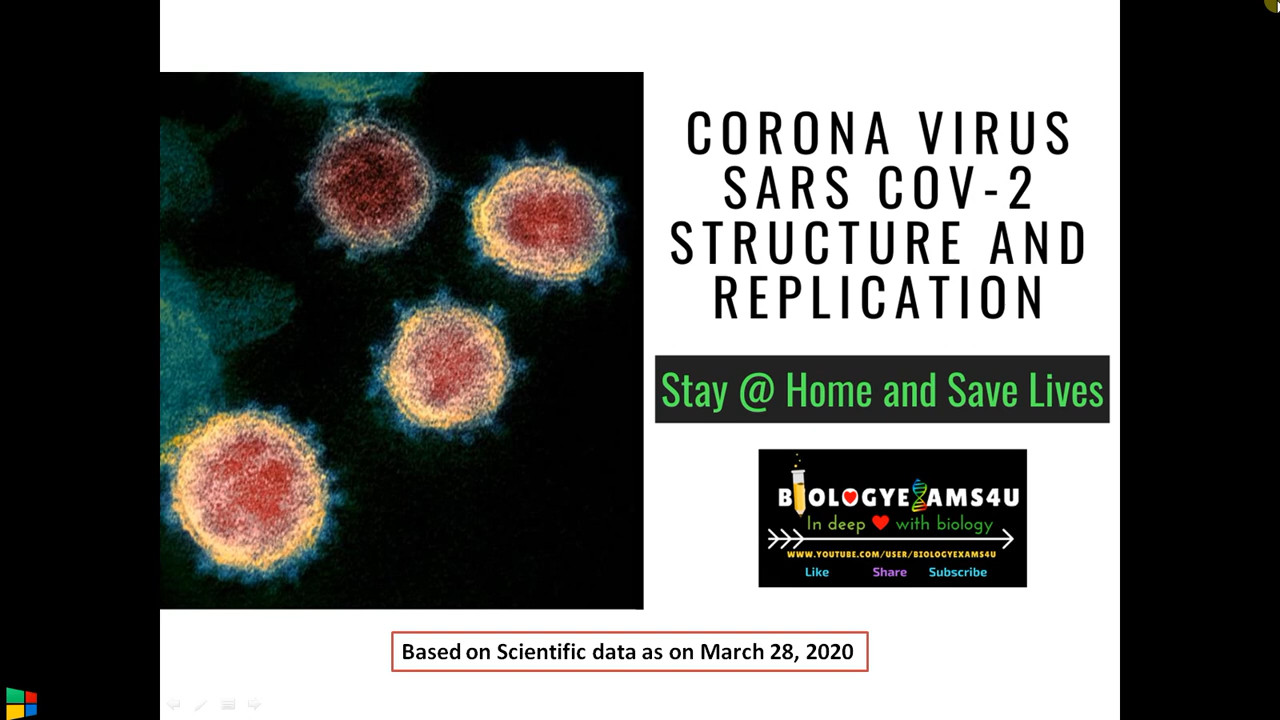 CORONA VIRUS
SARS COV-2
STRUCTURE AND
REPLICATION
Stay @ Home and Save Lives
BIOLOGYEXAMS4U
In deep ❤ with biology
WWW.YOUTUBE.COM/USER/BIOLOGYEXAMS4U
Like Share Subscribe
Based on Scientific data as on March 28, 2020